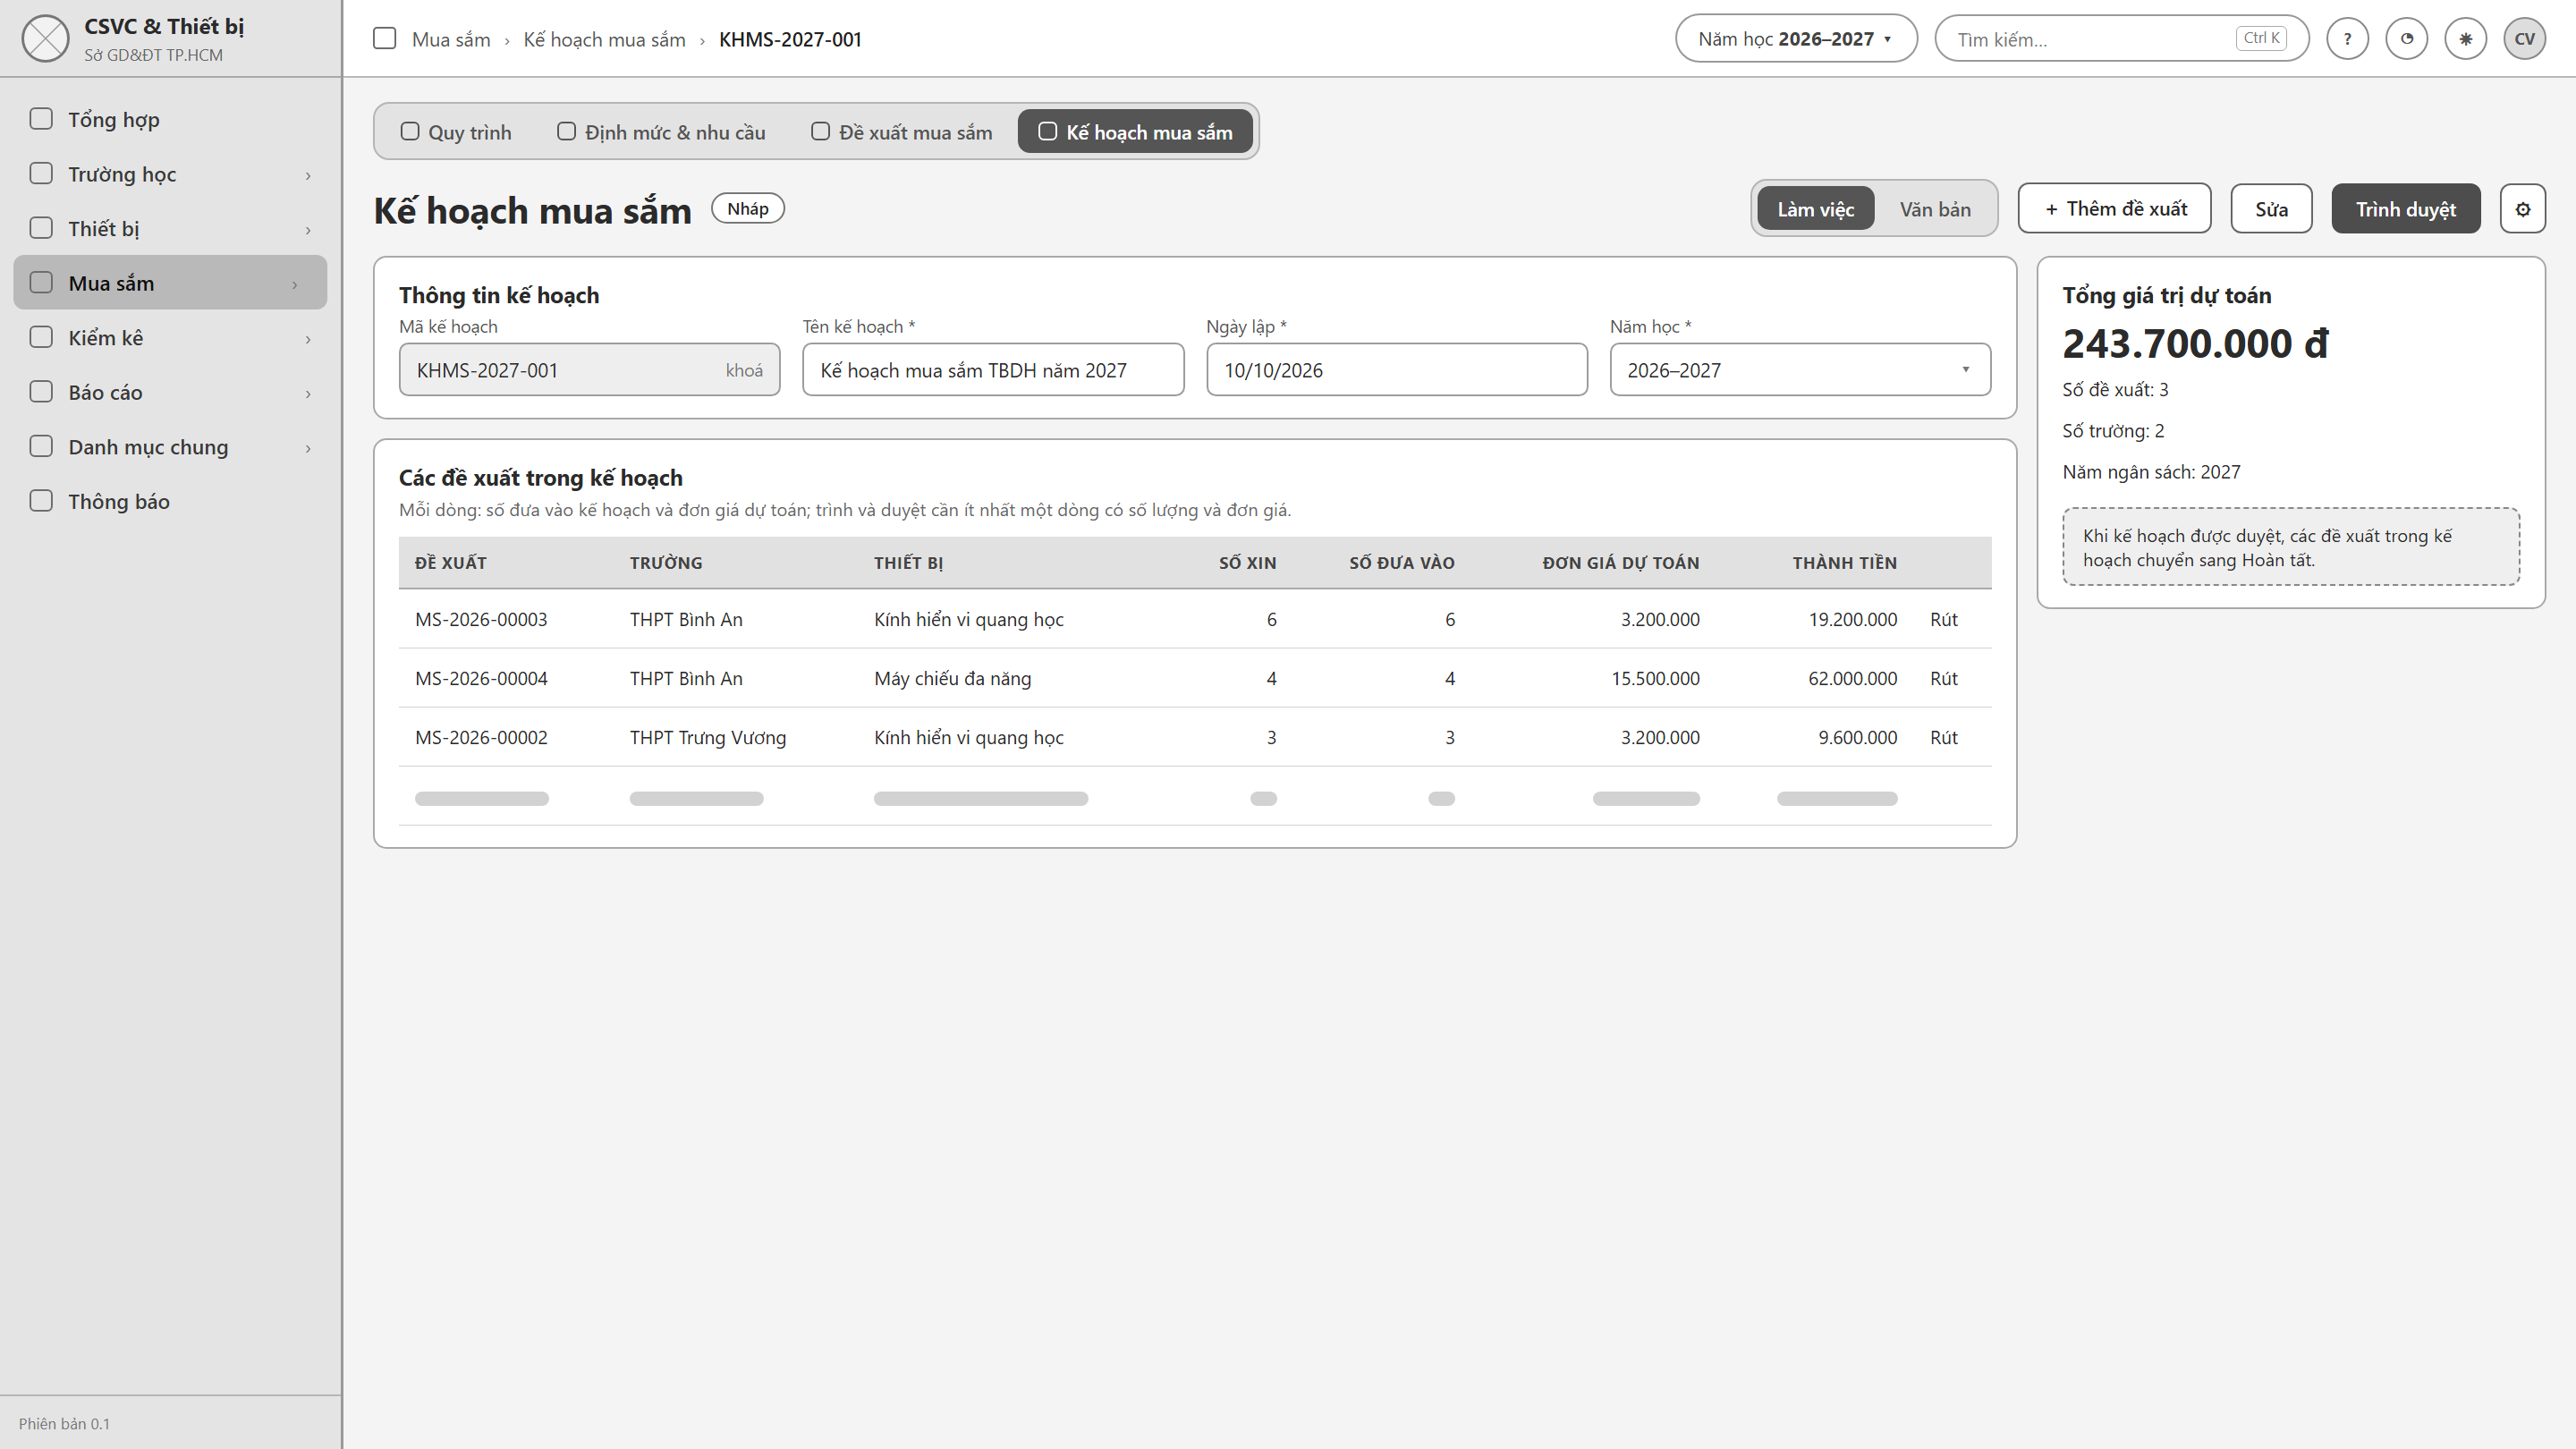 CSVC & Thiết bị
Sở GD&ĐT TP.HCM
Tổng hợp
Trường học
Thiết bị
Mua sắm
Kiểm kê
Báo cáo
Danh mục chung
Thông báo
Phiên bản 0.1
Mua sắm › Kế hoạch mua sắm › KHMS-2027-001
Năm học 2026–2027
Tìm kiếm... Ctrl K
?
CV
Quy trình Định mức & nhu cầu Đề xuất mua sắm Kế hoạch mua sắm
Kế hoạch mua sắm Nháp
Làm việc Văn bản + Thêm đề xuất Sửa Trình duyệt
Thông tin kế hoạch
Mã kế hoạch Tên kế hoạch * Ngày lập * Năm học *
KHMS-2027-001 khoá Kế hoạch mua sắm TBDH năm 2027 10/10/2026 2026–2027
Các đề xuất trong kế hoạch
Mỗi dòng: số đưa vào kế hoạch và đơn giá dự toán; trình và duyệt cần ít nhất một dòng có số lượng và đơn giá.
ĐỀ XUẤT TRƯỜNG THIẾT BỊ SỐ XIN SỐ ĐƯA VÀO ĐƠN GIÁ DỰ TOÁN THÀNH TIỀN
MS-2026-00003 THPT Bình An Kính hiển vi quang học 6 6 3.200.000 19.200.000 Rút
MS-2026-00004 THPT Bình An Máy chiếu đa năng 4 4 15.500.000 62.000.000 Rút
MS-2026-00002 THPT Trưng Vương Kính hiển vi quang học 3 3 3.200.000 9.600.000 Rút
Tổng giá trị dự toán
243.700.000 đ
Số đề xuất: 3
Số trường: 2
Năm ngân sách: 2027
Khi kế hoạch được duyệt, các đề xuất trong kế
hoạch chuyển sang Hoàn tất.